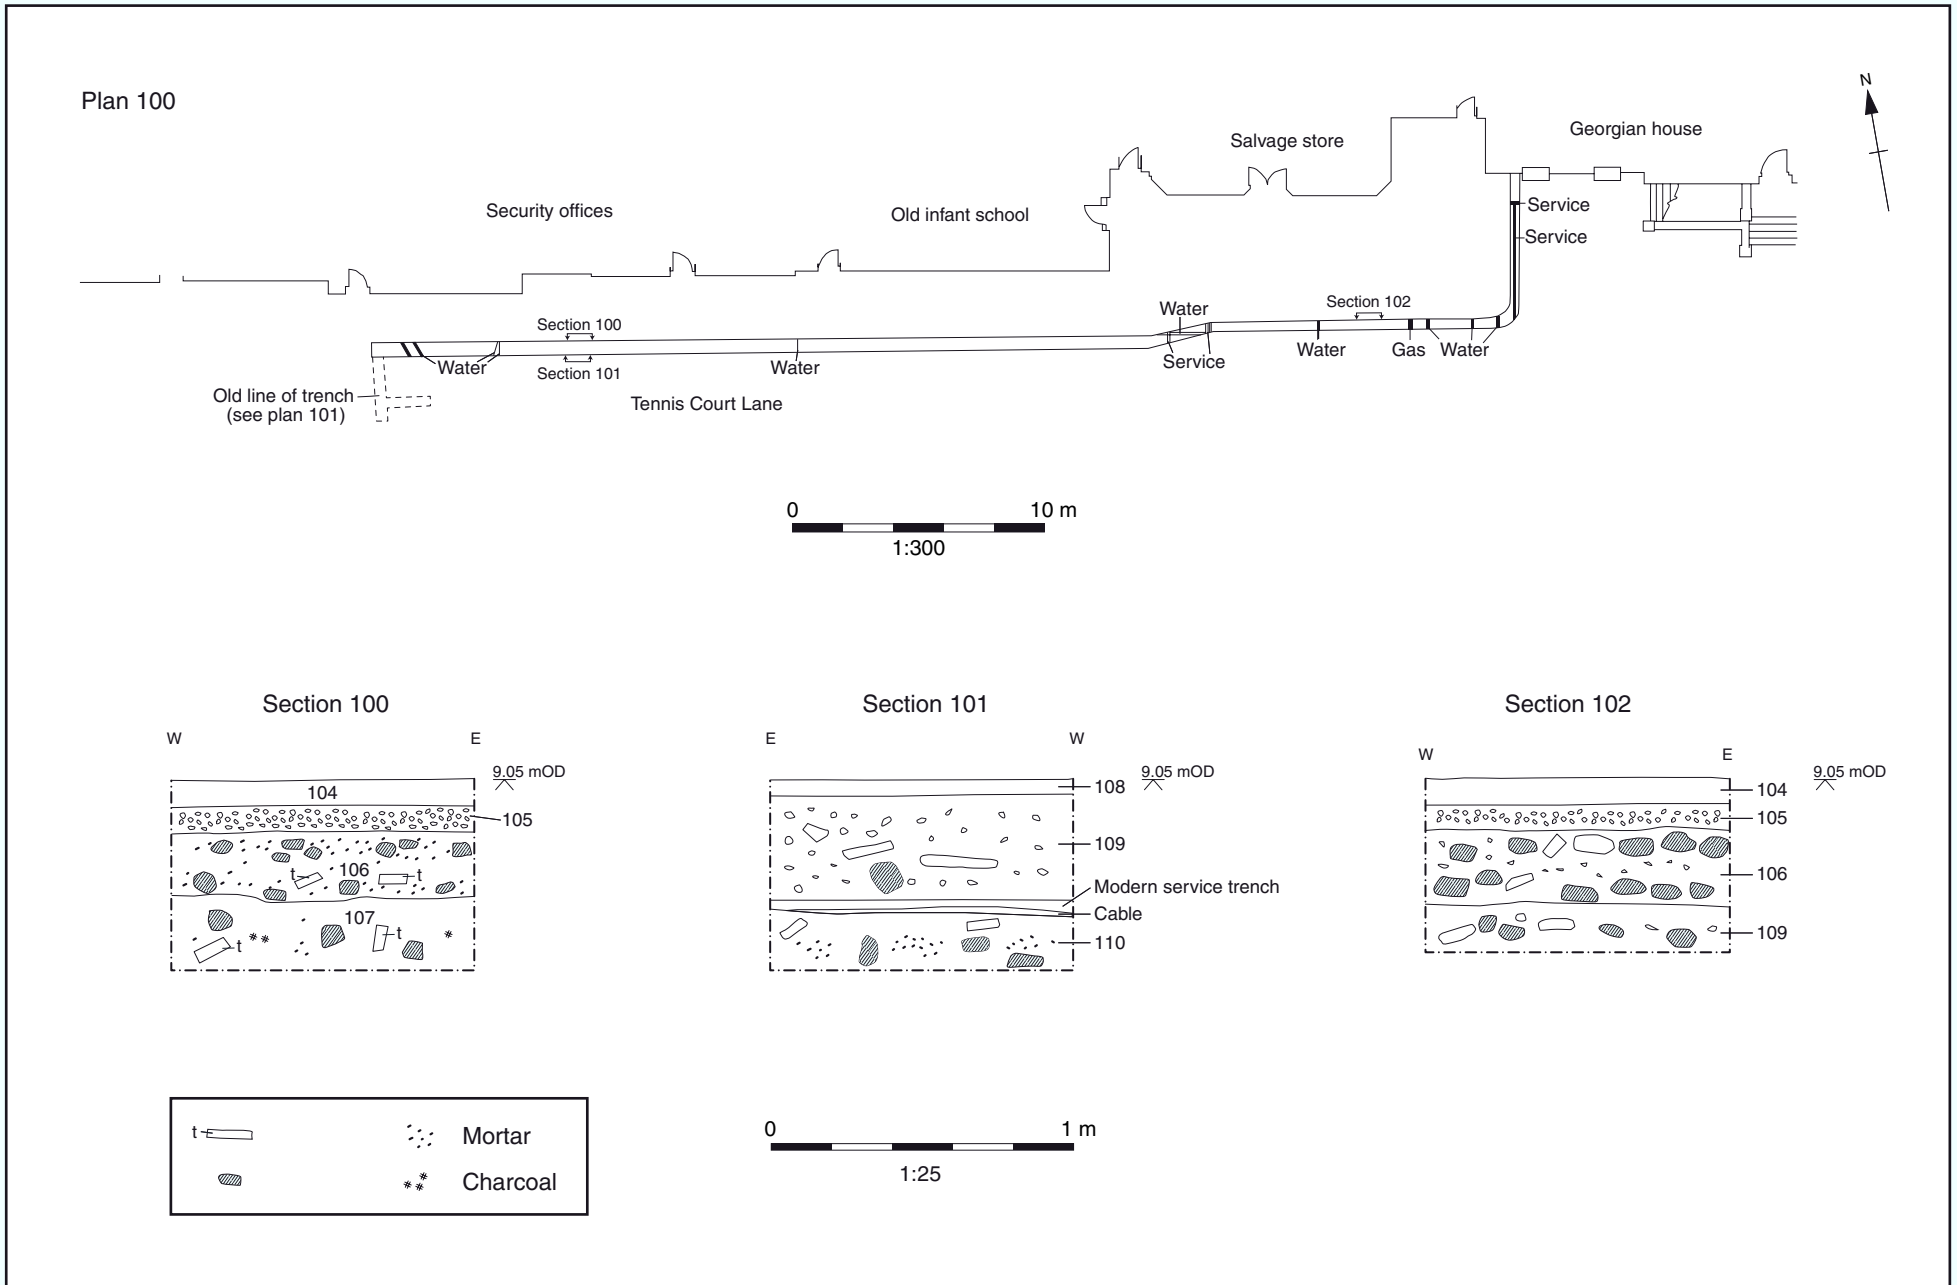 Plan 100
N
Georgian house
Salvage store
Security offices
Old infant school
Service
Service
Section 100
Section 102
Water
Water
Section 101
Water
Service
Water
Gas
Water
Old line of trench
(see plan 101)
Tennis Court Lane
0
10 m
1:300
Section 100
W
E
9.05 mOD
104
105
106
t
t
107
t
t
Section 101
E
W
9.05 mOD
108
109
Modern service trench
Cable
110
Section 102
W
E
9.05 mOD
104
105
106
109
t
Mortar
Charcoal
0
1 m
1:25